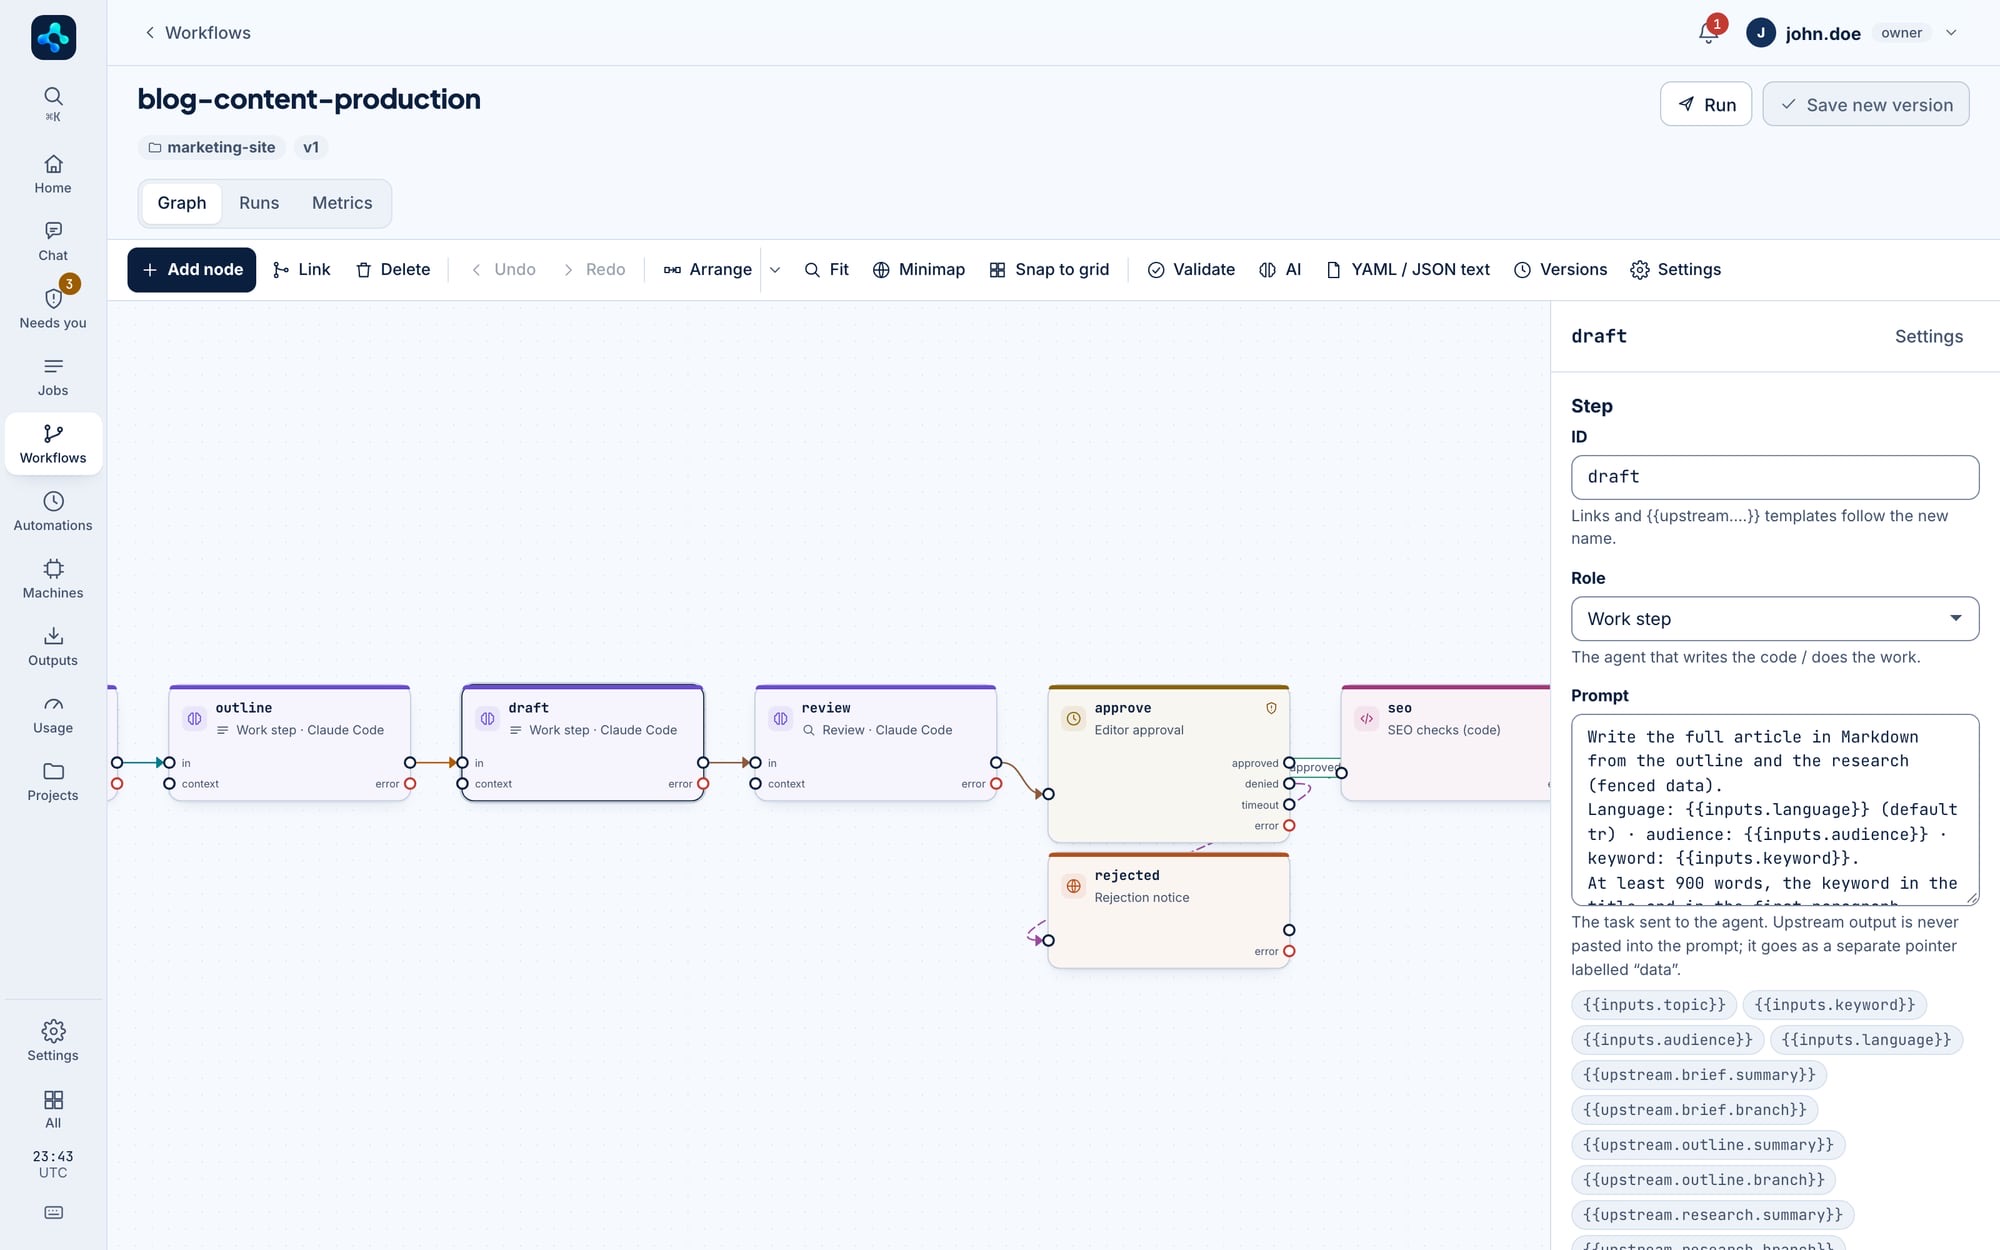 Workflows
1
J
john.doe
owner
⌘K
Home
Chat
3
Needs you
Jobs
Workflows
Automations
Machines
Outputs
Usage
Projects
Settings
All
23:43
UTC
blog-content-production
Run
Save new version
marketing-site
v1
Graph
Runs
Metrics
Add node
Link
Delete
Undo
Redo
Arrange
Fit
Minimap
Snap to grid
Validate
AI
YAML / JSON text
Versions
Settings
outline
Work step · Claude Code
in
context
error
draft
Work step · Claude Code
in
context
error
review
Review · Claude Code
in
context
error
approve
Editor approval
approved
denied
timeout
error
approved
rejected
Rejection notice
error
seo
SEO checks (code)
draft
Settings
Step
ID
draft
Links and {{upstream....}} templates follow the new
name.
Role
Work step
The agent that writes the code / does the work.
Prompt
Write the full article in Markdown
from the outline and the research
(fenced data).
Language: {{inputs.language}} (default
tr) · audience: {{inputs.audience}} ·
keyword: {{inputs.keyword}}.
At least 900 words, the keyword in the
title and in the first paragraph
The task sent to the agent. Upstream output is never
pasted into the prompt; it goes as a separate pointer
labelled “data”.
{{inputs.topic}}
{{inputs.keyword}}
{{inputs.audience}}
{{inputs.language}}
{{upstream.brief.summary}}
{{upstream.brief.branch}}
{{upstream.outline.summary}}
{{upstream.outline.branch}}
{{upstream.research.summary}}
{{upstream.research.branch}}